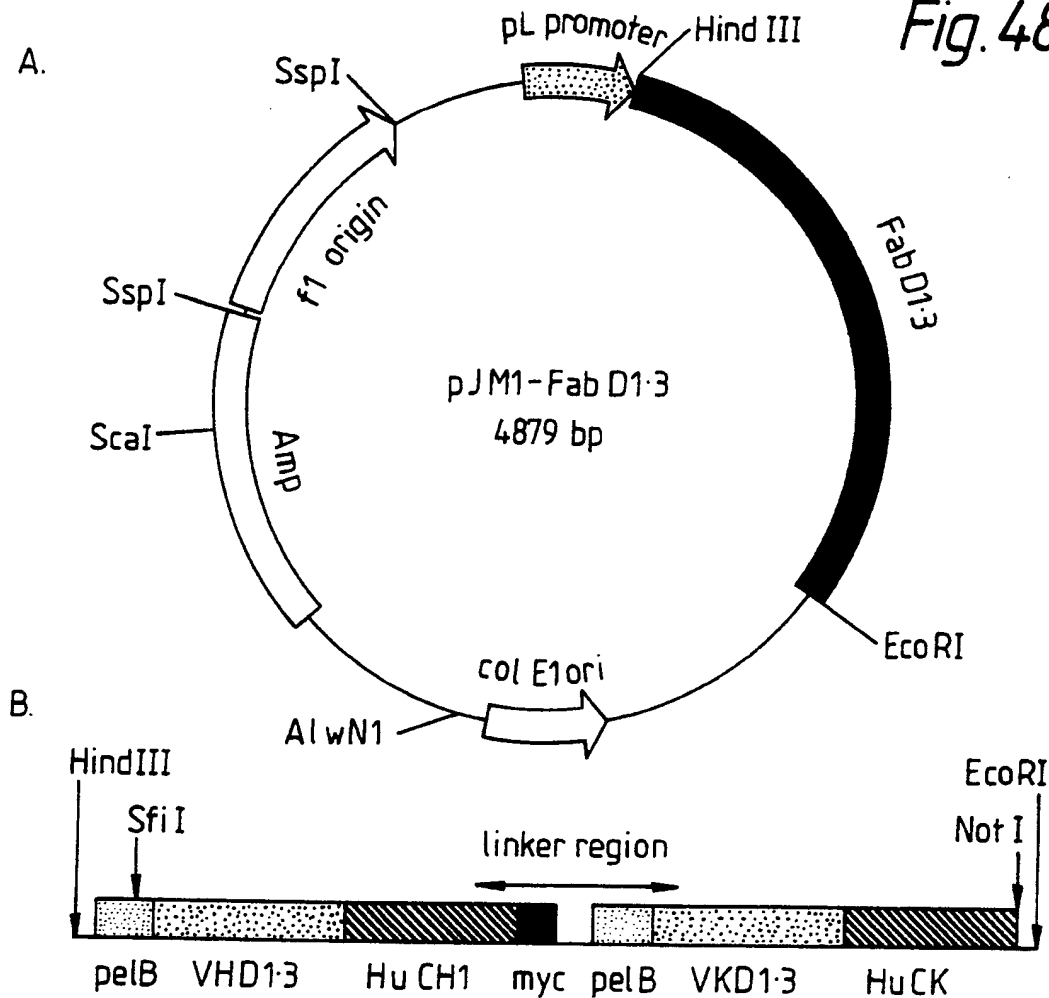 Fig. 48
A.
pL promoter
Hind III
SspI
f1 origin
FabD1·3
SspI
pJM1-Fab D1·3
4879 bp
ScaI
Amp
EcoRI
col E1ori
AlwN1
B.
HindIII
EcoRI
Sfi I
Not I
linker region
pelB VHD1·3 Hu CH1 myc pelB VKD1·3 HuCK